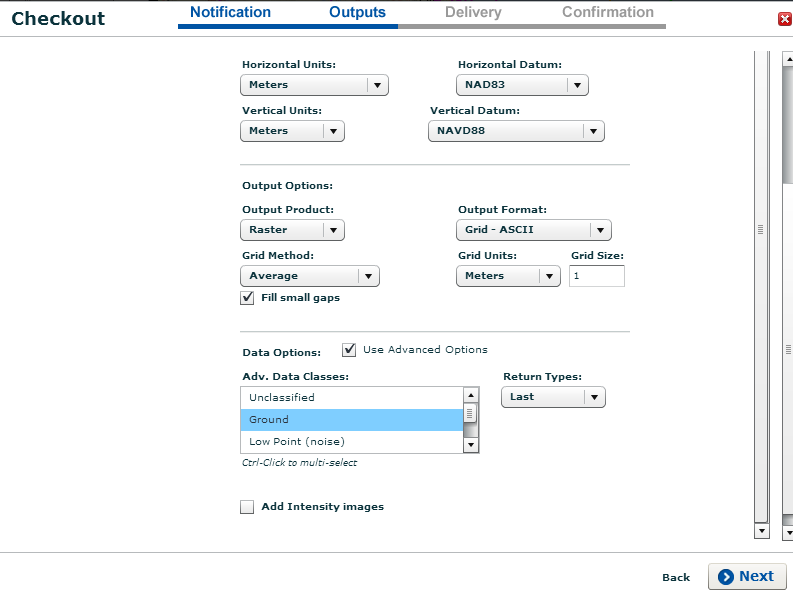 Checkout
Notification Outputs Delivery Confirmation
Horizontal Units: Horizontal Datum:
Meters NAD83
Vertical Units: Vertical Datum:
Meters NAVD88
Output Options:
Output Product: Output Format:
Raster Grid - ASCII
Grid Method: Grid Units: Grid Size:
Average Meters 1
Fill small gaps
Data Options: Use Advanced Options
Adv. Data Classes: Return Types:
Unclassified Last
Ground
Low Point (noise)
Ctrl-Click to multi-select
Add Intensity images
Back Next